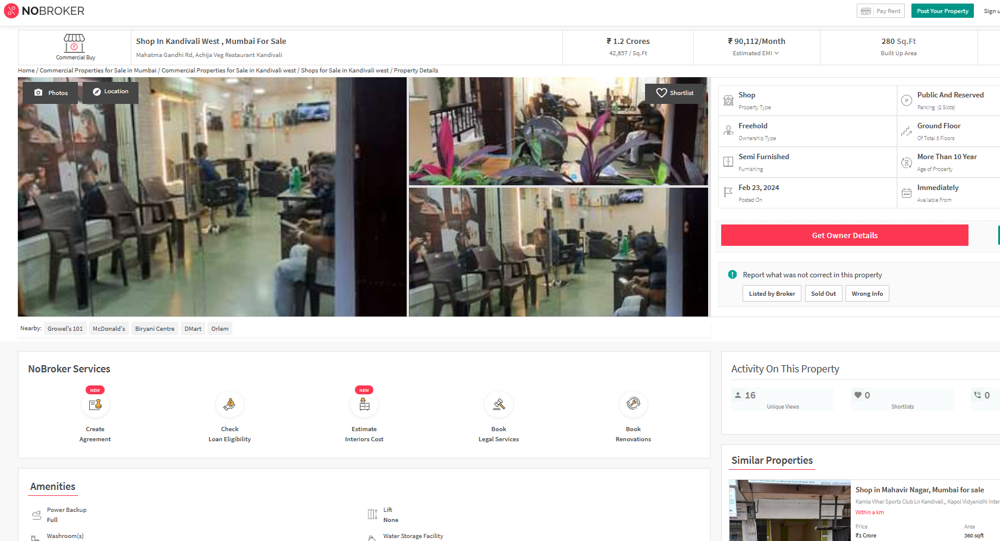 NOBROKER
Pay Rent
Post Your Property
Sign u
Commercial Buy
Shop In Kandivali West , Mumbai For Sale
Mahatma Gandhi Rd, Achija Veg Restaurant Kandivali
₹ 1.2 Crores
42,857 / Sq.Ft
₹ 90,112/Month
Estimated EMI
280 Sq.Ft
Built Up Area
Home / Commercial Properties for Sale in Mumbai / Commercial Properties for Sale in Kandivali west / Shops for Sale in Kandivali west / Property Details
Photos
Location
Shortlist
Shop
Property Type
Public And Reserved
Parking (2 Slots)
Freehold
Ownership Type
Ground Floor
Of Total 3 Floors
Semi Furnished
Furnishing
More Than 10 Year
Age of Property
Feb 23, 2024
Posted On
Immediately
Available From
Get Owner Details
Report what was not correct in this property
Listed by Broker
Sold Out
Wrong Info
Nearby:
Growel's 101
McDonald's
Biryani Centre
DMart
Orlem
NoBroker Services
NEW
Create
Agreement
Check
Loan Eligibility
NEW
Estimate
Interiors Cost
Book
Legal Services
Book
Renovations
Activity On This Property
16
Unique Views
0
Shortlists
0
Amenities
Power Backup
Full
Lift
None
Washroom(s)
Water Storage Facility
Similar Properties
Shop in Mahavir Nagar, Mumbai for sale
Kamla Vihar Sports Club Ln Kandivali,, Kapol Vidyanidhi Inter
Within a km
Price
₹1 Crore
Area
360 sqft